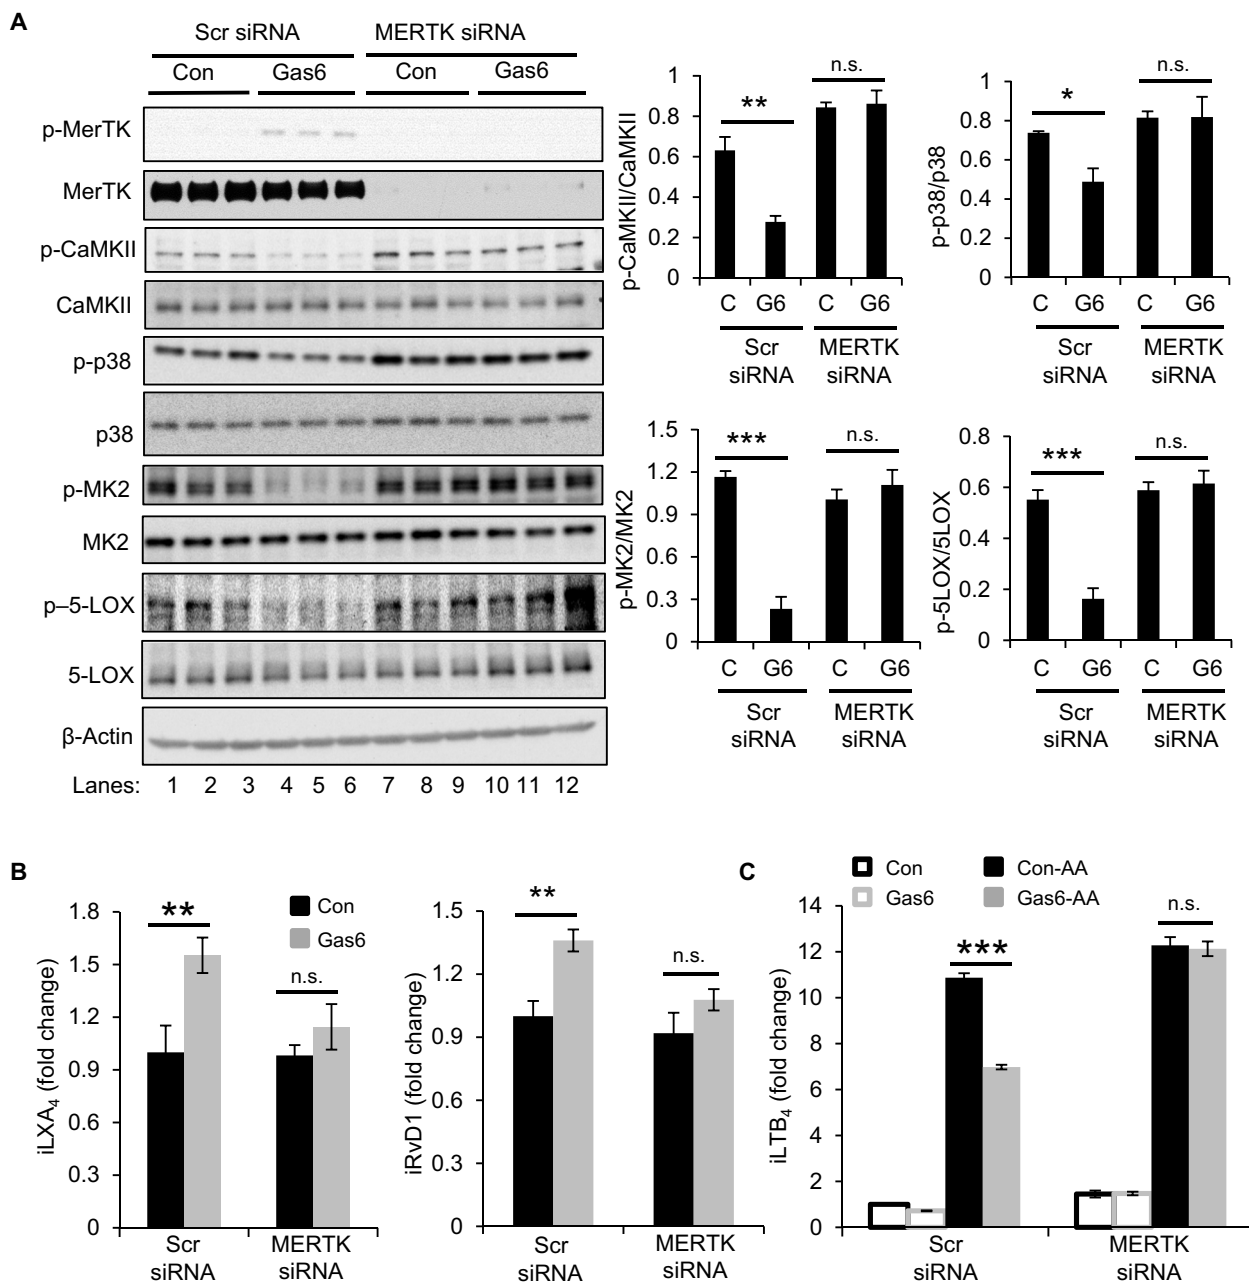 A
Scr siRNA MERTK siRNA
Con Gas6 Con Gas6
p-MerTK
MerTK
p-CaMKII
CaMKII
p-p38
p38
p-MK2
MK2
p–5-LOX
5-LOX
β-Actin
Lanes: 1 2 3 4 5 6 7 8 9 10 11 12
p-CaMKII/CaMKII
1
0.8
0.6
0.4
0.2
0
**
n.s.
C G6 C G6
Scr MERTK
siRNA siRNA
p-p38/p38
1
0.8
0.6
0.4
0.2
0
*
n.s.
C G6 C G6
Scr MERTK
siRNA siRNA
p-MK2/MK2
1.5
1.2
0.9
0.6
0.3
0
***
n.s.
C G6 C G6
Scr MERTK
siRNA siRNA
p-5LOX/5LOX
0.8
0.6
0.4
0.2
0
***
n.s.
C G6 C G6
Scr MERTK
siRNA siRNA
B
iLXA4 (fold change)
1.8
1.5
1.2
0.9
0.6
0.3
0
**
n.s.
Con
Gas6
Scr MERTK
siRNA siRNA
iRvD1 (fold change)
1.5
1.2
0.9
0.6
0.3
0
**
n.s.
Scr MERTK
siRNA siRNA
C
Con Con-AA
Gas6 Gas6-AA
iLTB4 (fold change)
14
12
10
8
6
4
2
0
***
n.s.
Scr MERTK
siRNA siRNA